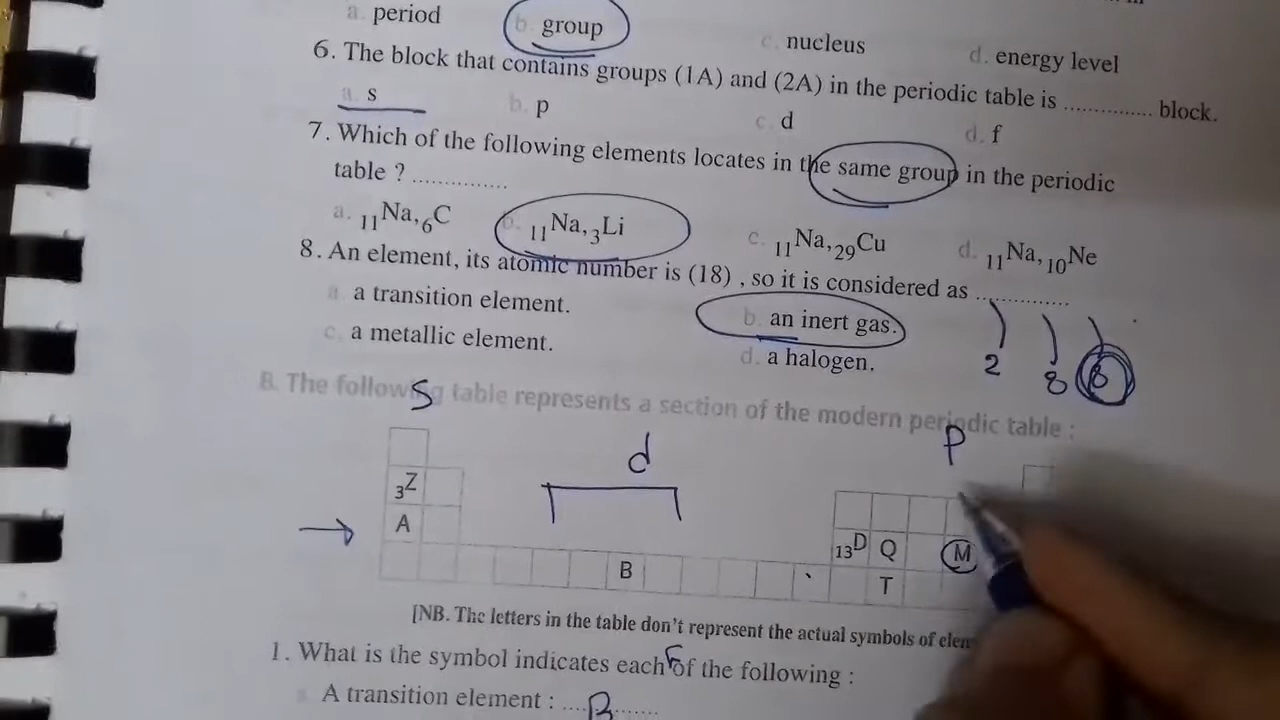 a. period b. group c. nucleus d. energy level
6. The block that contains groups (1A) and (2A) in the periodic table is .............. block.
a. s b. p c. d d. f
7. Which of the following elements locates in the same group in the periodic
table ? ...............
a. 11Na, 6C b. 11Na, 3Li c. 11Na, 29Cu d. 11Na, 10Ne
8. An element, its atomic number is (18) , so it is considered as ...............
a. a transition element. b. an inert gas.
c. a metallic element. d. a halogen.
2 8 8
B. The following table represents a section of the modern periodic table :
S d P
3Z
A 13D Q M
B T
[NB. The letters in the table don't represent the actual symbols of
1. What is the symbol indicates each of the following :
A transition element : .... B .......